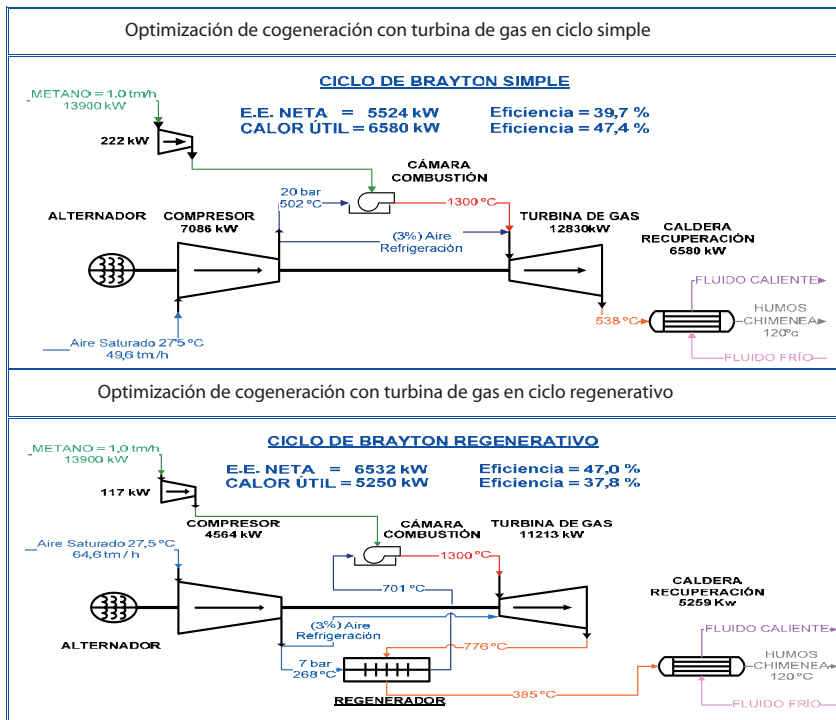 Optimización de cogeneración con turbina de gas en ciclo simple
CICLO DE BRAYTON SIMPLE
METANO = 1,0 tm/h
13900 kW
E.E. NETA = 5524 kW Eficiencia = 39,7 %
CALOR ÚTIL = 6580 kW Eficiencia = 47,4 %
222 kW
CÁMARA
COMBUSTIÓN
20 bar
502 ºC
1300 ºC
ALTERNADOR
COMPRESOR
7086 kW
TURBINA DE GAS
12830kW
(3%) Aire
Refrigeración
CALDERA
RECUPERACIÓN
6580 kW
FLUIDO CALIENTE
HUMOS
CHIMENEA
120ºc
538 ºC
FLUIDO FRÍO
Aire Saturado 27,5 ºC
49,6 tm/h
Optimización de cogeneración con turbina de gas en ciclo regenerativo
CICLO DE BRAYTON REGENERATIVO
METANO = 1,0 tm/h
13900 kW
E.E. NETA = 6532 kW Eficiencia = 47,0 %
CALOR ÚTIL = 5250 kW Eficiencia = 37,8 %
117 kW
COMPRESOR
4564 kW
CÁMARA
COMBUSTIÓN
TURBINA DE GAS
11213 kW
Aire Saturado 27,5 ºC
64,6 tm / h
1300 ºC
701 ºC
CALDERA
RECUPERACIÓN
5259 Kw
(3%) Aire
Refrigeración
ALTERNADOR
776 ºC
FLUIDO CALIENTE
HUMOS
CHIMENEA
120 ºC
7 bar
268 ºC
385 ºC
REGENERADOR
FLUIDO FRÍO